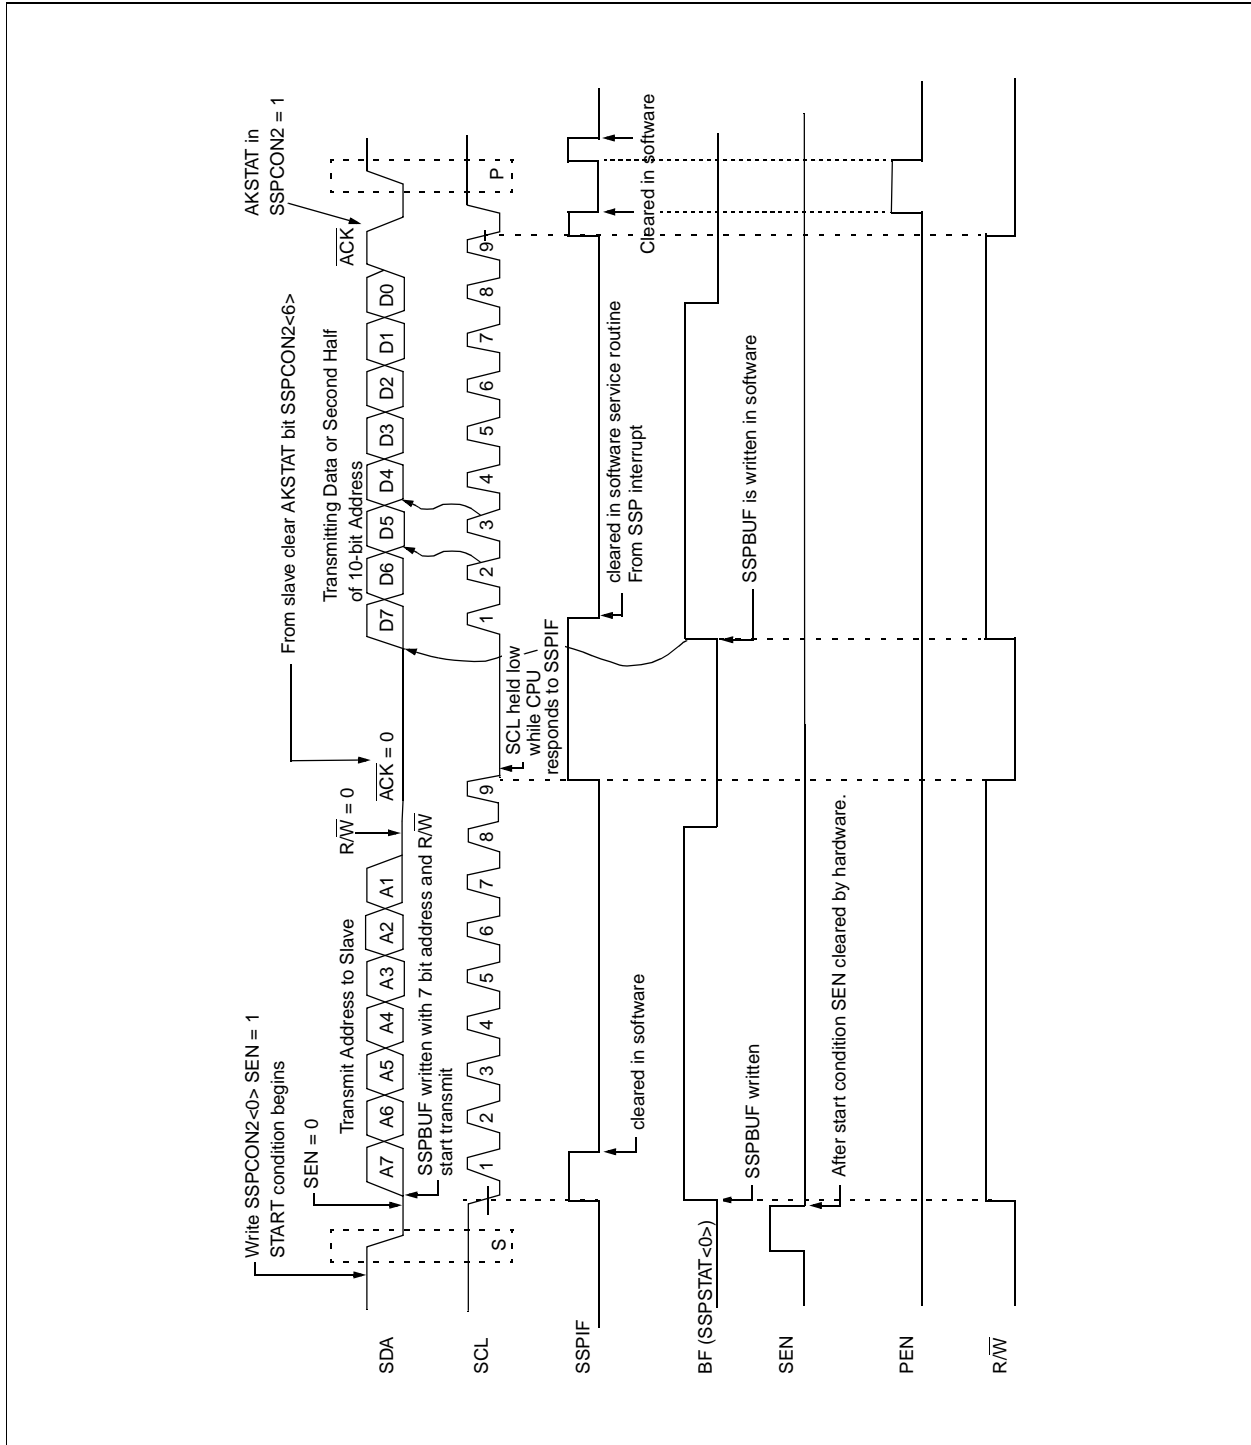 Write SSPCON2<0> SEN = 1
START condition begins
SEN = 0
Transmit Address to Slave
R/W = 0
ACK = 0
From slave clear AKSTAT bit SSPCON2<6>
Transmitting Data or Second Half
of 10-bit Address
ACK
AKSTAT in
SSPCON2 = 1
SDA
A7 A6 A5 A4 A3 A2 A1
D7 D6 D5 D4 D3 D2 D1 D0
SSPBUF written with 7 bit address and R/W
start transmit
SCL
S
1 2 3 4 5 6 7 8 9
1 2 3 4 5 6 7 8 9
P
SCL held low
while CPU
responds to SSPIF
SSPIF
cleared in software
cleared in software service routine
From SSP interrupt
Cleared in software
BF (SSPSTAT<0>)
SSPBUF written
SSPBUF is written in software
SEN
After start condition SEN cleared by hardware.
PEN
R/W